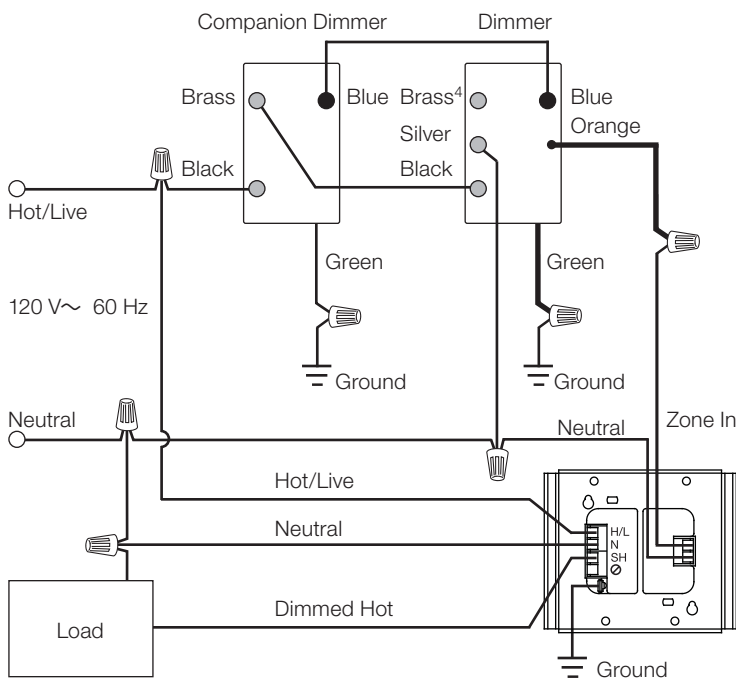 Companion Dimmer
Dimmer
Brass
Blue
Brass⁴
Blue
Silver
Orange
Black
Black
Hot/Live
Green
Green
120 V~ 60 Hz
Ground
Ground
Neutral
Neutral
Zone In
Hot/Live
H/L
Neutral
N
SH
Load
Dimmed Hot
Ground